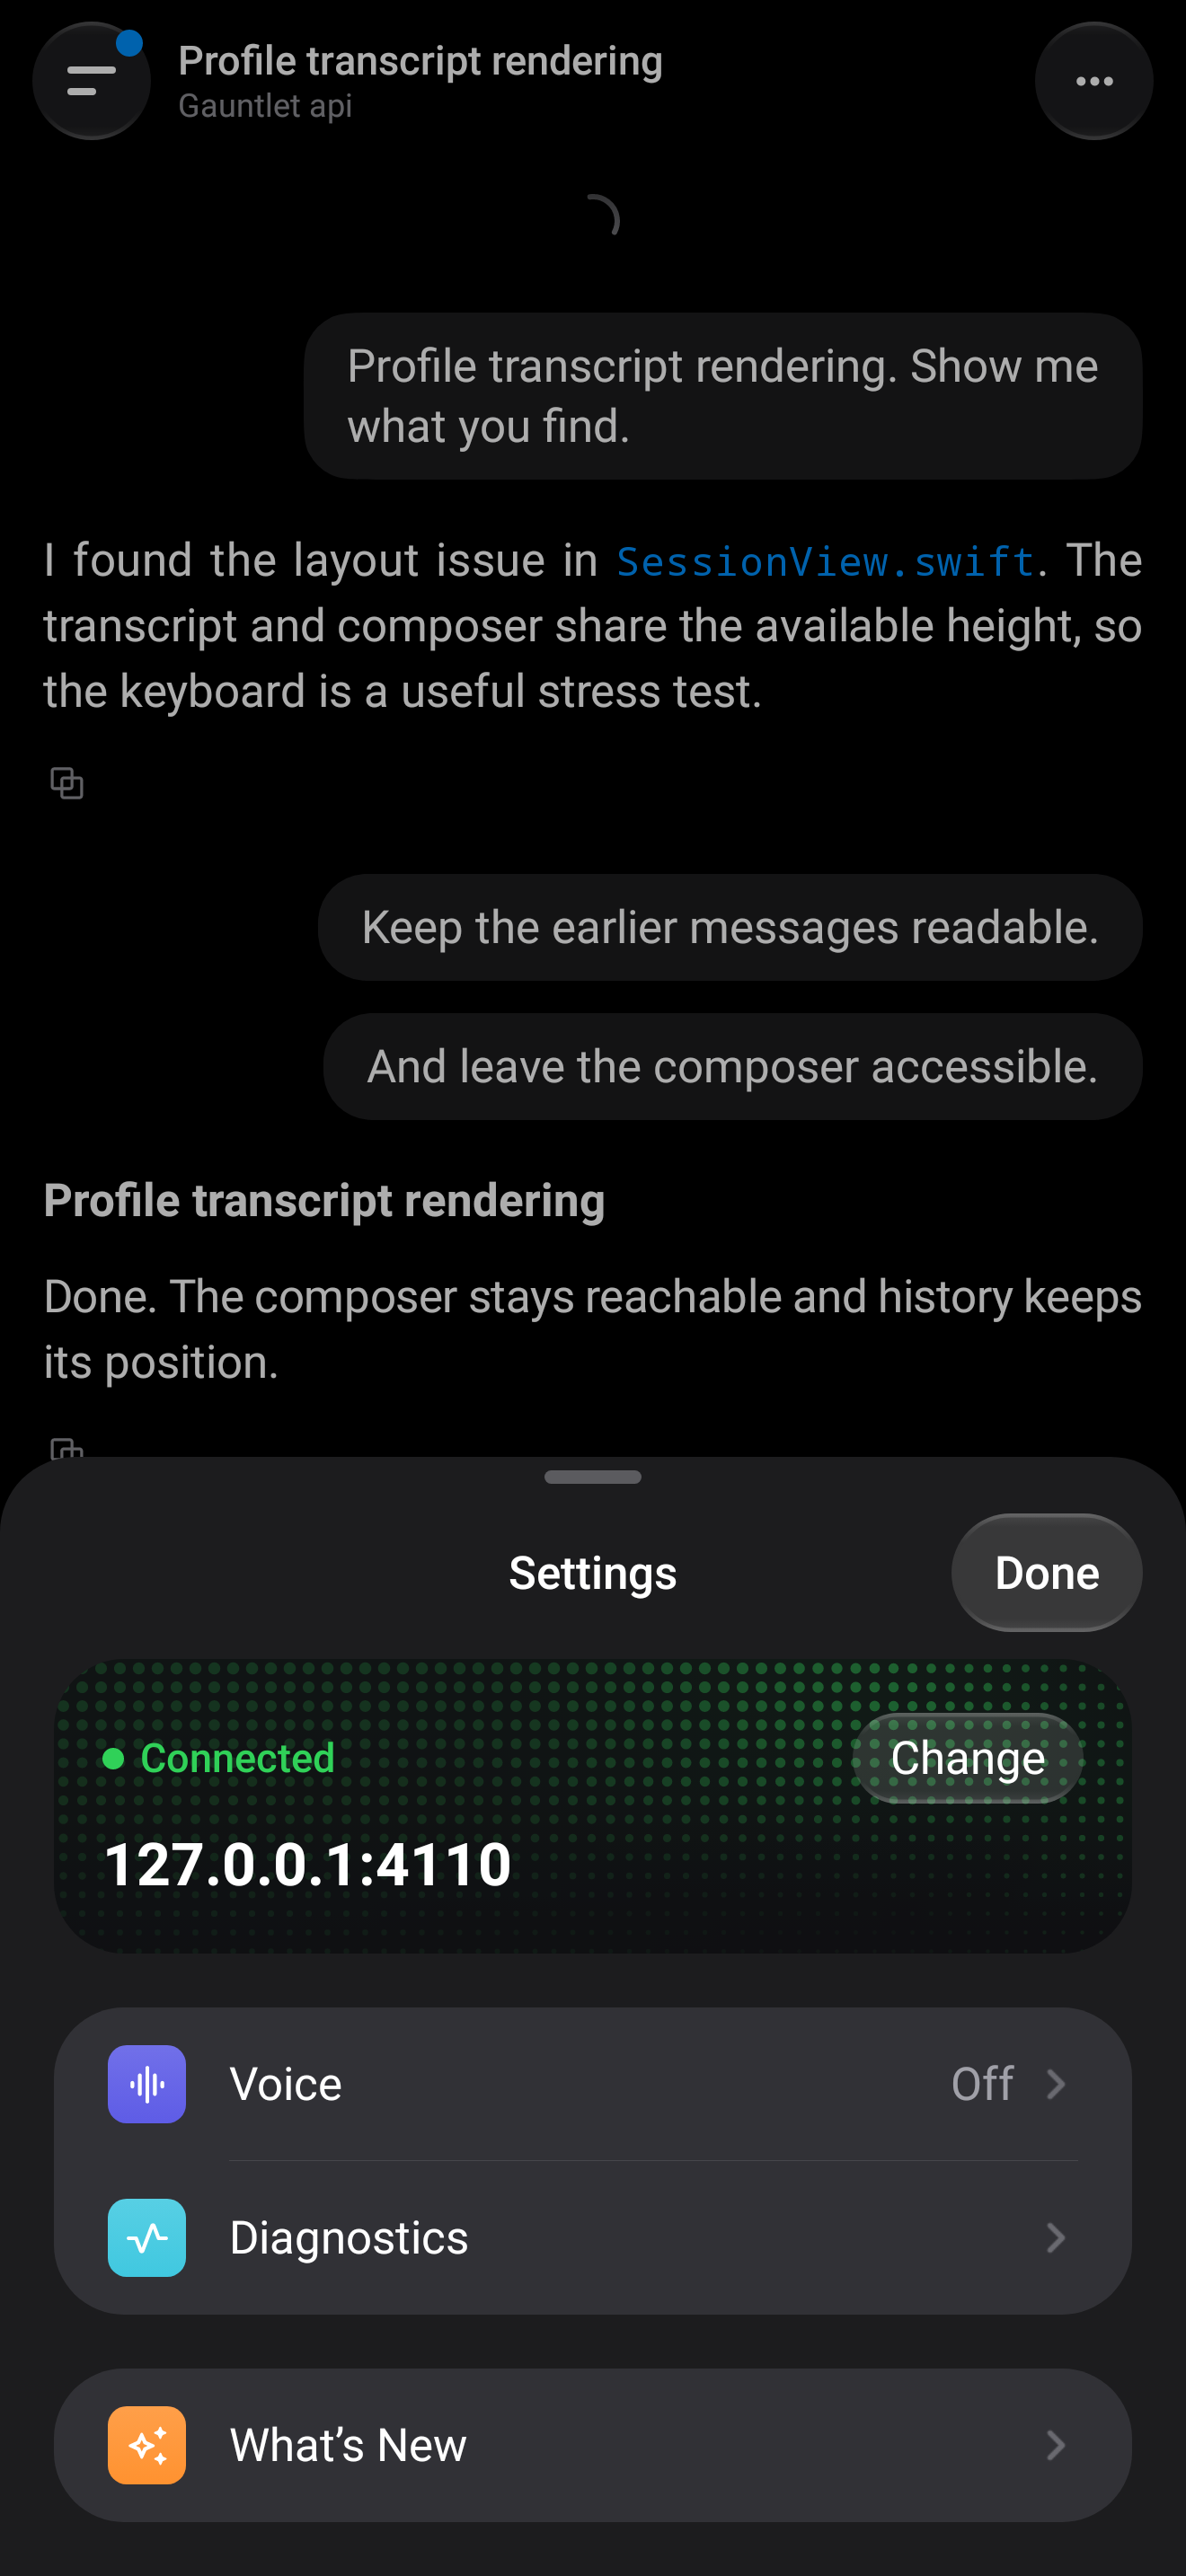 Profile transcript rendering
Gauntlet api
Profile transcript rendering. Show me
what you find.
I found the layout issue in SessionView.swift. The
transcript and composer share the available height, so
the keyboard is a useful stress test.
Keep the earlier messages readable.
And leave the composer accessible.
Profile transcript rendering
Done. The composer stays reachable and history keeps
its position.
Settings
Done
Connected
Change
127.0.0.1:4110
Voice
Off
Diagnostics
What’s New